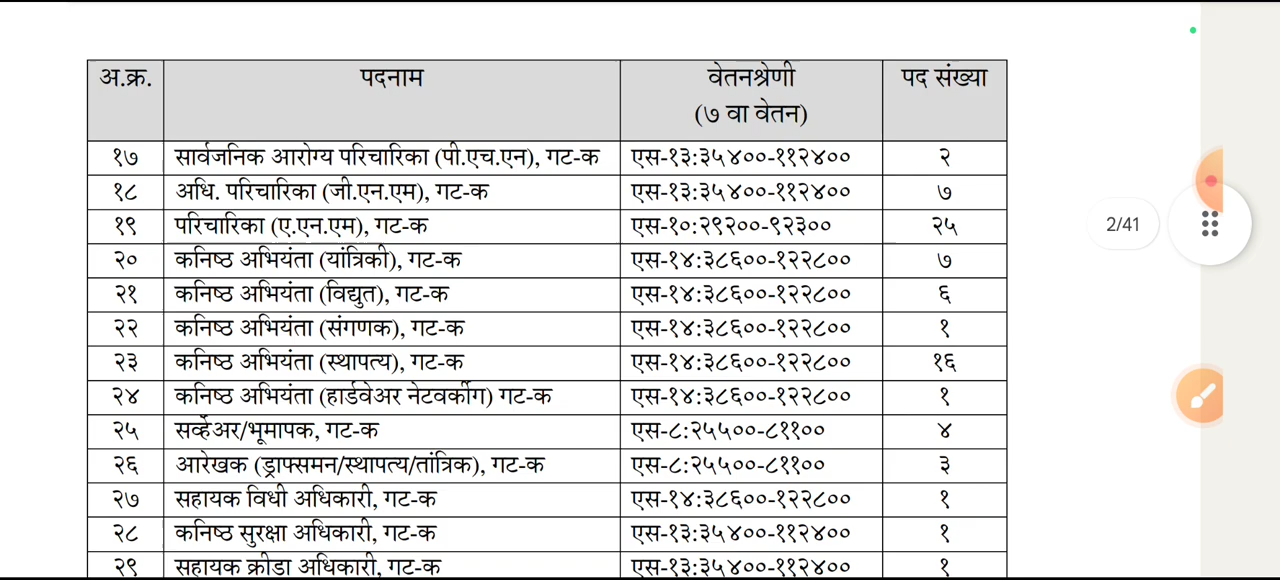 अ.क्र. पदनाम वेतनश्रेणी पद संख्या
(७ वा वेतन)
१७ सार्वजनिक आरोग्य परिचारिका (पी.एच.एन), गट-क एस-१३:३५४००-११२४०० २
१८ अधि. परिचारिका (जी.एन.एम), गट-क एस-१३:३५४००-११२४०० ७
१९ परिचारिका (ए.एन.एम), गट-क एस-१०:२९२००-९२३०० २५
२० कनिष्ठ अभियंता (यांत्रिकी), गट-क एस-१४:३८६००-१२२८०० ७
२१ कनिष्ठ अभियंता (विद्युत), गट-क एस-१४:३८६००-१२२८०० ६
२२ कनिष्ठ अभियंता (संगणक), गट-क एस-१४:३८६००-१२२८०० १
२३ कनिष्ठ अभियंता (स्थापत्य), गट-क एस-१४:३८६००-१२२८०० १६
२४ कनिष्ठ अभियंता (हार्डवेअर नेटवर्कींग) गट-क एस-१४:३८६००-१२२८०० १
२५ सर्व्हेअर/भूमापक, गट-क एस-८:२५५००-८११०० ४
२६ आरेखक (ड्राफ्समन/स्थापत्य/तांत्रिक), गट-क एस-८:२५५००-८११०० ३
२७ सहायक विधी अधिकारी, गट-क एस-१४:३८६००-१२२८०० १
२८ कनिष्ठ सुरक्षा अधिकारी, गट-क एस-१३:३५४००-११२४०० १
२९ सहायक क्रीडा अधिकारी, गट-क एस-१३:३५४००-११२४०० १
2/41